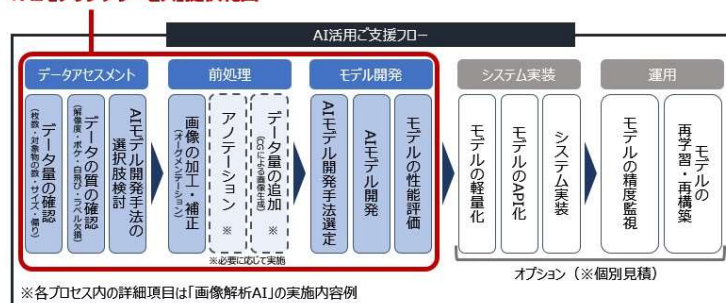 AI活用ご支援フロー
データアセスメント
データ量の確認
(枚数・対象物の数・サイズ・偏り)
データの質の確認
(解像度・ボケ・白飛び・ラベル欠損)
AIモデル開発手法の
選択肢検討
前処理
画像の加工・補正
(オーグメンテーション)
アノテーション ※
データ量の追加
(CGによる画像生成)
※
※必要に応じて実施
モデル開発
AIモデル開発手法選定
AIモデル開発
モデルの性能評価
システム実装
モデルの軽量化
モデルのAPI化
システム実装
運用
モデルの精度監視
モデルの
再学習・再構築
オプション（※個別見積）
※各プロセス内の詳細項目は「画像解析AI」の実施内容例